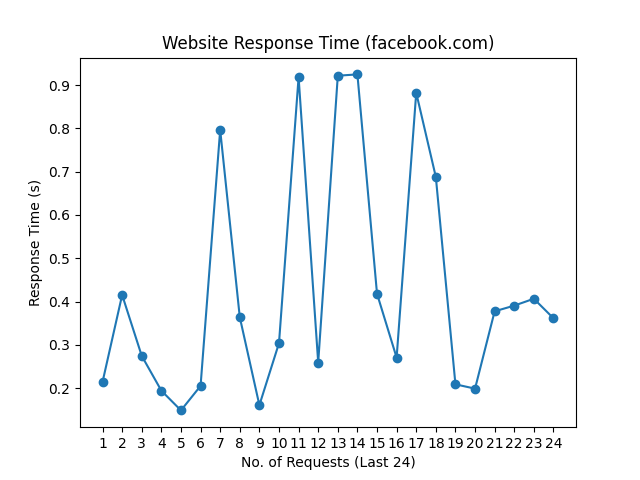 Website Response Time (facebook.com)
Response Time (s)
0.9
0.8
0.7
0.6
0.5
0.4
0.3
0.2
1 2 3 4 5 6 7 8 9 10 11 12 13 14 15 16 17 18 19 20 21 22 23 24
No. of Requests (Last 24)